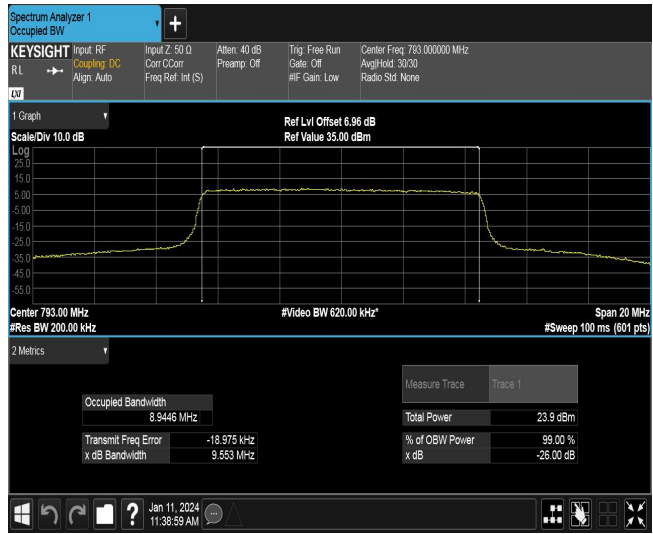 Spectrum Analyzer 1
Occupied BW
+
KEYSIGHT Input: RF Input Z: 50 Ω Atten: 40 dB Trig: Free Run Center Freq: 793.000000 MHz
RL Coupling: DC Corr CCorr Preamp: Off Gate: Off Avg|Hold: 30/30
Align: Auto Freq Ref: Int (S) #IF Gain: Low Radio Std: None
LXI
1 Graph
Ref Lvl Offset 6.96 dB
Scale/Div 10.0 dB Ref Value 35.00 dBm
Log
25.0
15.0
5.00
-5.00
-15.0
-25.0
-35.0
-45.0
-55.0
Center 793.00 MHz #Video BW 620.00 kHz* Span 20 MHz
#Res BW 200.00 kHz #Sweep 100 ms (601 pts)
2 Metrics
Measure Trace Trace 1
Occupied Bandwidth
8.9446 MHz Total Power 23.9 dBm
Transmit Freq Error -18.975 kHz % of OBW Power 99.00 %
x dB Bandwidth 9.553 MHz x dB -26.00 dB
? Jan 11, 2024
11:38:59 AM